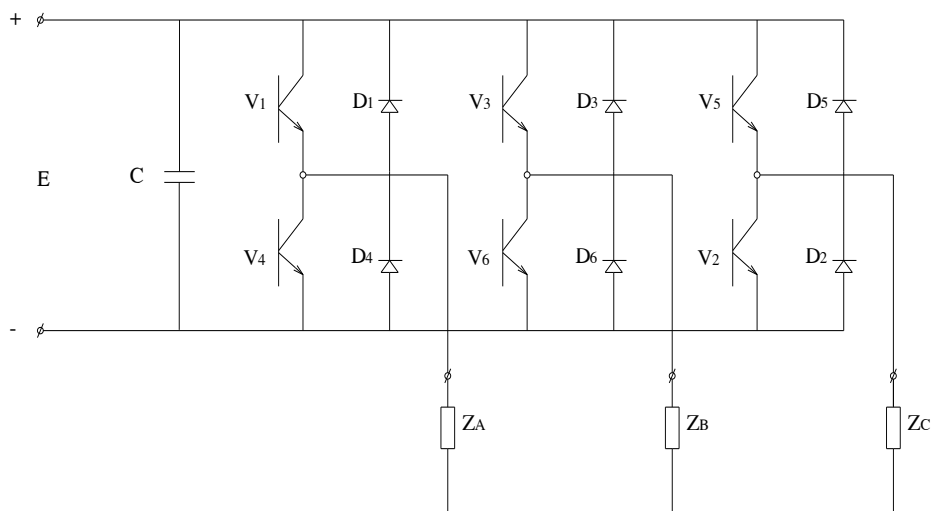 +
V1 D1 V3 D3 V5 D5
E C
V4 D4 V6 D6 V2 D2
-
ZA ZB ZC